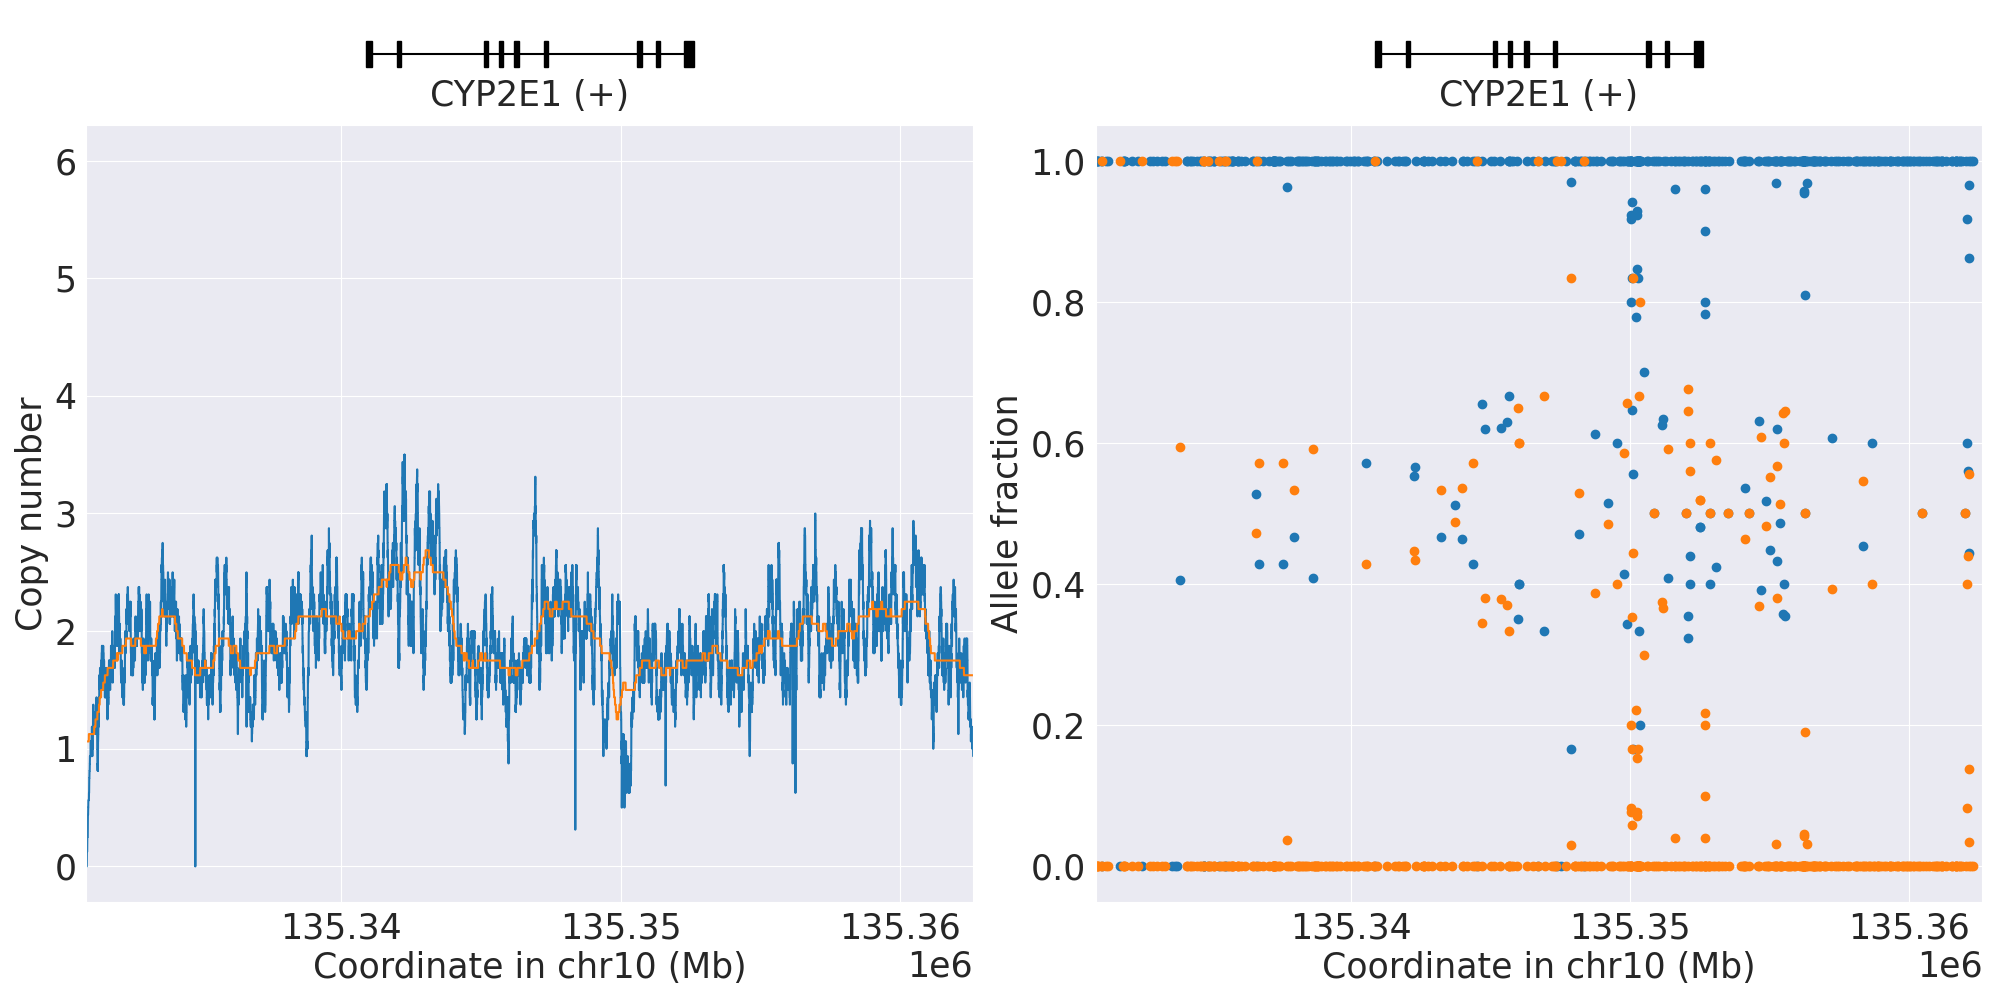 CYP2E1 (+)
Copy number
6
5
4
3
2
1
0
135.34 135.35 135.36
Coordinate in chr10 (Mb)
1e6
CYP2E1 (+)
Allele fraction
1.0
0.8
0.6
0.4
0.2
0.0
135.34 135.35 135.36
Coordinate in chr10 (Mb)
1e6